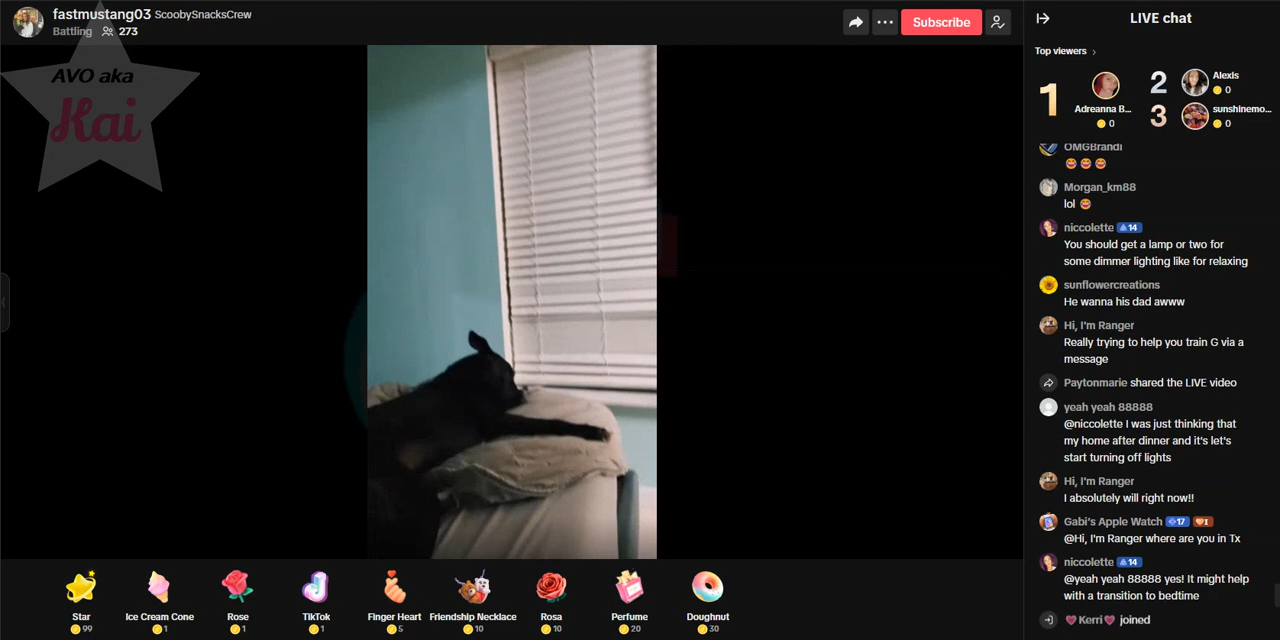 fastmustang03 ScoobySnacksCrew
Battling 273
Subscribe
AVO aka
Kai
LIVE chat
Top viewers
1
Adreanna B...
0
2
Alexis
0
3
sunshinemo...
0
OMGBrandi
Morgan_km88
lol
niccolette 14
You should get a lamp or two for
some dimmer lighting like for relaxing
sunflowercreations
He wanna his dad awww
Hi, I'm Ranger
Really trying to help you train G via a
message
Paytonmarie shared the LIVE video
yeah yeah 88888
@niccolette I was just thinking that
my home after dinner and it's let's
start turning off lights
Hi, I'm Ranger
I absolutely will right now!!
Gabi's Apple Watch 17 I
@Hi, I'm Ranger where are you in Tx
niccolette 14
@yeah yeah 88888 yes! It might help
with a transition to bedtime
Kerri joined
Star
99
Ice Cream Cone
1
Rose
1
TikTok
1
Finger Heart
5
Friendship Necklace
10
Rosa
10
Perfume
20
Doughnut
30